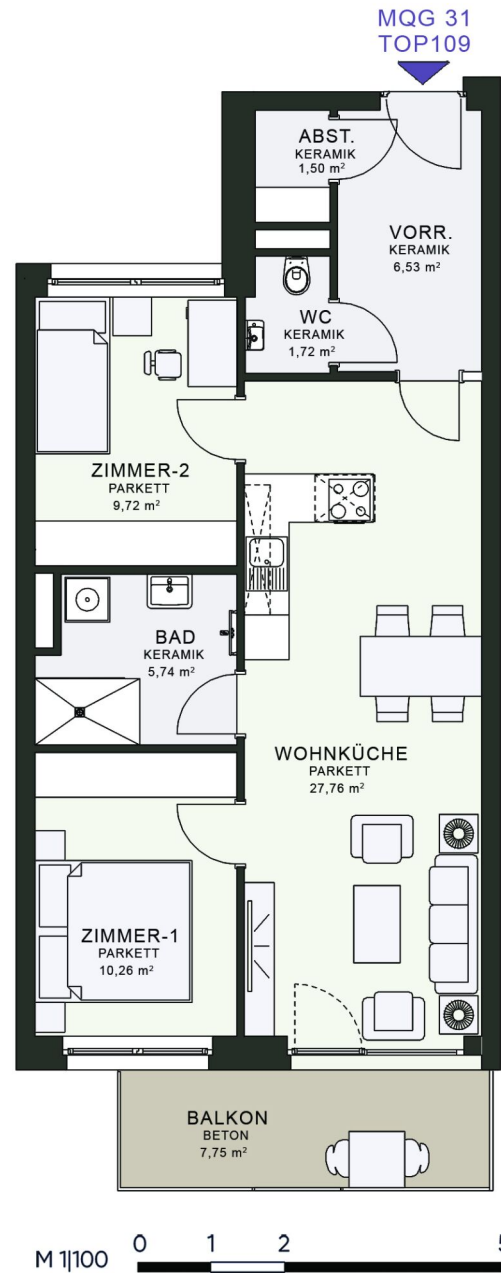 MQG 31
TOP109
ABST.
KERAMIK
1,50 m²
VORR.
KERAMIK
6,53 m²
WC
KERAMIK
1,72 m²
ZIMMER-2
PARKETT
9,72 m²
BAD
KERAMIK
5,74 m²
WOHNKÜCHE
PARKETT
27,76 m²
ZIMMER-1
PARKETT
10,26 m²
BALKON
BETON
7,75 m²
M 1|100 0 1 2 5